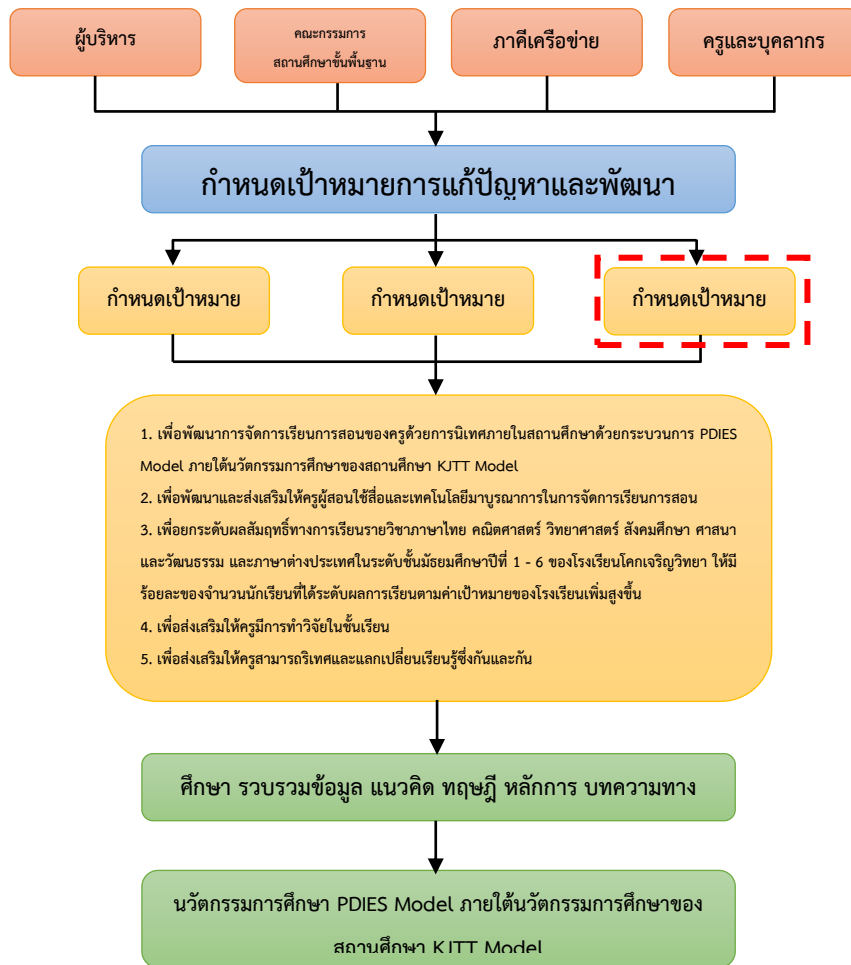 ผู้บริหาร
คณะกรรมการ
สถานศึกษาขั้นพื้นฐาน
ภาคีเครือข่าย
ครูและบุคลากร
กำหนดเป้าหมายการแก้ปัญหาและพัฒนา
กำหนดเป้าหมาย
กำหนดเป้าหมาย
กำหนดเป้าหมาย
1. เพื่อพัฒนาการจัดการเรียนการสอนของครูด้วยการนิเทศภายในสถานศึกษาด้วยกระบวนการ PDIES
Model ภายใต้นวัตกรรมการศึกษาของสถานศึกษา KJTT Model
2. เพื่อพัฒนาและส่งเสริมให้ครูผู้สอนใช้สื่อและเทคโนโลยีมาบูรณาการในการจัดการเรียนการสอน
3. เพื่อยกระดับผลสัมฤทธิ์ทางการเรียนรายวิชาภาษาไทย คณิตศาสตร์ วิทยาศาสตร์ สังคมศึกษา ศาสนา
และวัฒนธรรม และภาษาต่างประเทศในระดับชั้นมัธยมศึกษาปีที่ 1 - 6 ของโรงเรียนโคกเจริญวิทยา ให้มี
ร้อยละของจำนวนนักเรียนที่ได้ระดับผลการเรียนตามค่าเป้าหมายของโรงเรียนเพิ่มสูงขึ้น
4. เพื่อส่งเสริมให้ครูมีการทำวิจัยในชั้นเรียน
5. เพื่อส่งเสริมให้ครูสามารถริเทศและแลกเปลี่ยนเรียนรู้ซึ่งกันและกัน
ศึกษา รวบรวมข้อมูล แนวคิด ทฤษฎี หลักการ บทความทาง
นวัตกรรมการศึกษา PDIES Model ภายใต้นวัตกรรมการศึกษาของ
สถานศึกษา KJTT Model